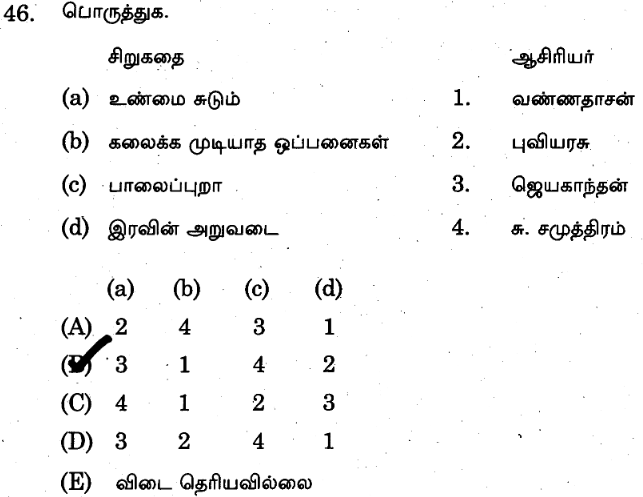 46. பொருத்துக.
சிறுகதை ஆசிரியர்
(a) உண்மை சுடும் 1. வண்ணதாசன்
(b) கலைக்க முடியாத ஒப்பனைகள் 2. புவியரசு
(c) பாலைப்புறா 3. ஜெயகாந்தன்
(d) இரவின் அறுவடை 4. சு. சமுத்திரம்
(a) (b) (c) (d)
(A) 2 4 3 1
(B) 3 1 4 2
(C) 4 1 2 3
(D) 3 2 4 1
(E) விடை தெரியவில்லை